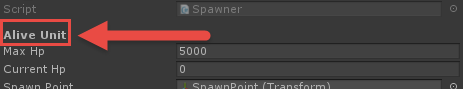 Script Spawner
Alive Unit
Max Hp 5000
Current Hp 0
Spawn Point SpawnPoint (Transform)